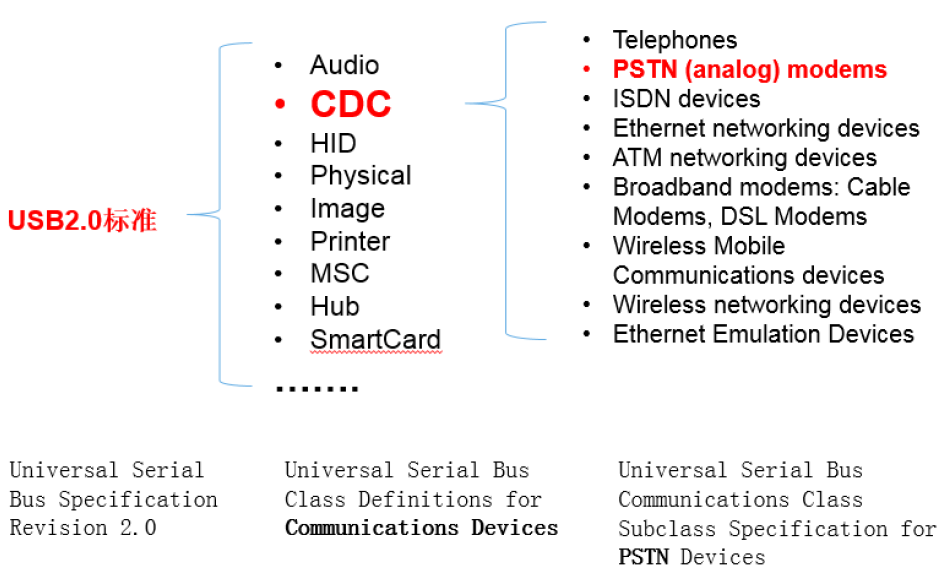 USB2.0标准
• Audio
• CDC
• HID
• Physical
• Image
• Printer
• MSC
• Hub
• SmartCard
.......
• Telephones
• PSTN (analog) modems
• ISDN devices
• Ethernet networking devices
• ATM networking devices
• Broadband modems: Cable
Modems, DSL Modems
• Wireless Mobile
Communications devices
• Wireless networking devices
• Ethernet Emulation Devices
Universal Serial
Bus Specification
Revision 2.0
Universal Serial Bus
Class Definitions for
Communications Devices
Universal Serial Bus
Communications Class
Subclass Specification for
PSTN Devices